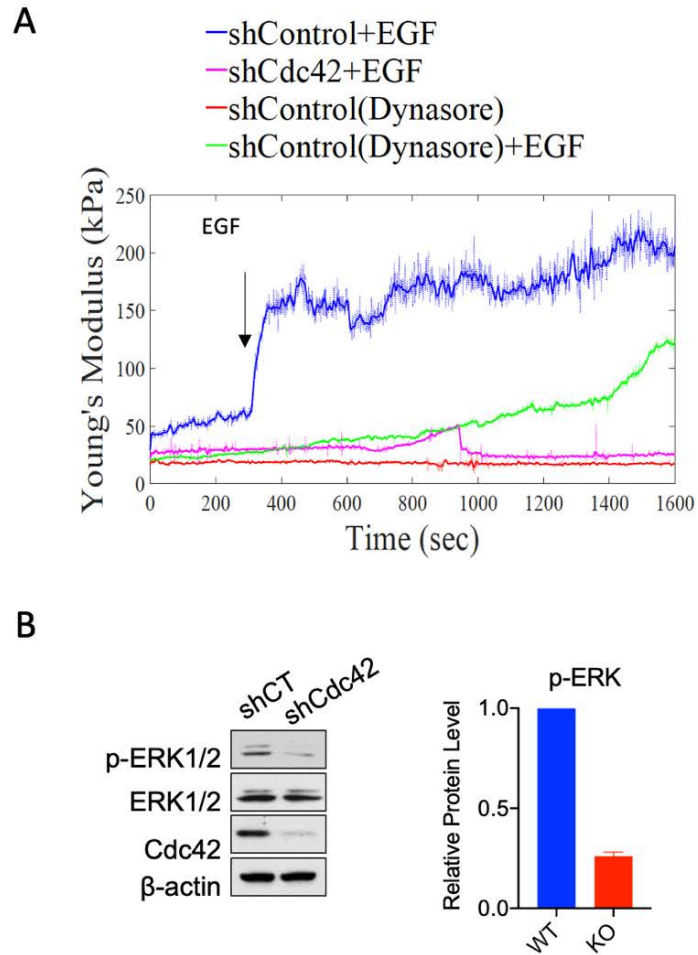 A
shControl+EGF
shCdc42+EGF
shControl(Dynasore)
shControl(Dynasore)+EGF
Young's Modulus (kPa)
250
200
150
100
50
0
EGF
0 200 400 600 800 1000 1200 1400 1600
Time (sec)
B
shCT shCdc42
p-ERK1/2
ERK1/2
Cdc42
β-actin
p-ERK
Relative Protein Level
1.0
0.5
0.0
WT KO